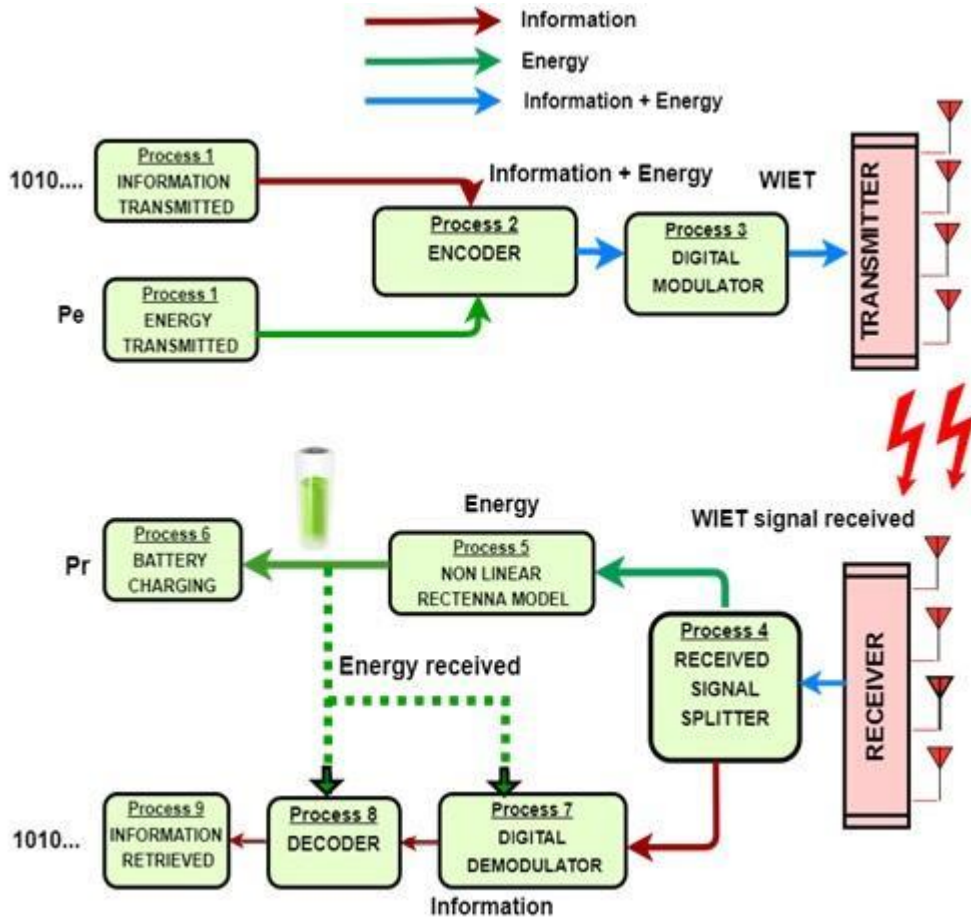 Information
Energy
Information + Energy
1010....
Process 1
INFORMATION
TRANSMITTED
Information + Energy
WIET
Process 2
ENCODER
Process 3
DIGITAL
MODULATOR
TRANSMITTER
Pe
Process 1
ENERGY
TRANSMITTED
Energy
WIET signal received
Pr
Process 6
BATTERY
CHARGING
Process 5
NON LINEAR
RECTENNA MODEL
Process 4
RECEIVED
SIGNAL
SPLITTER
RECEIVER
Energy received
1010...
Process 9
INFORMATION
RETRIEVED
Process 8
DECODER
Process 7
DIGITAL
DEMODULATOR
Information